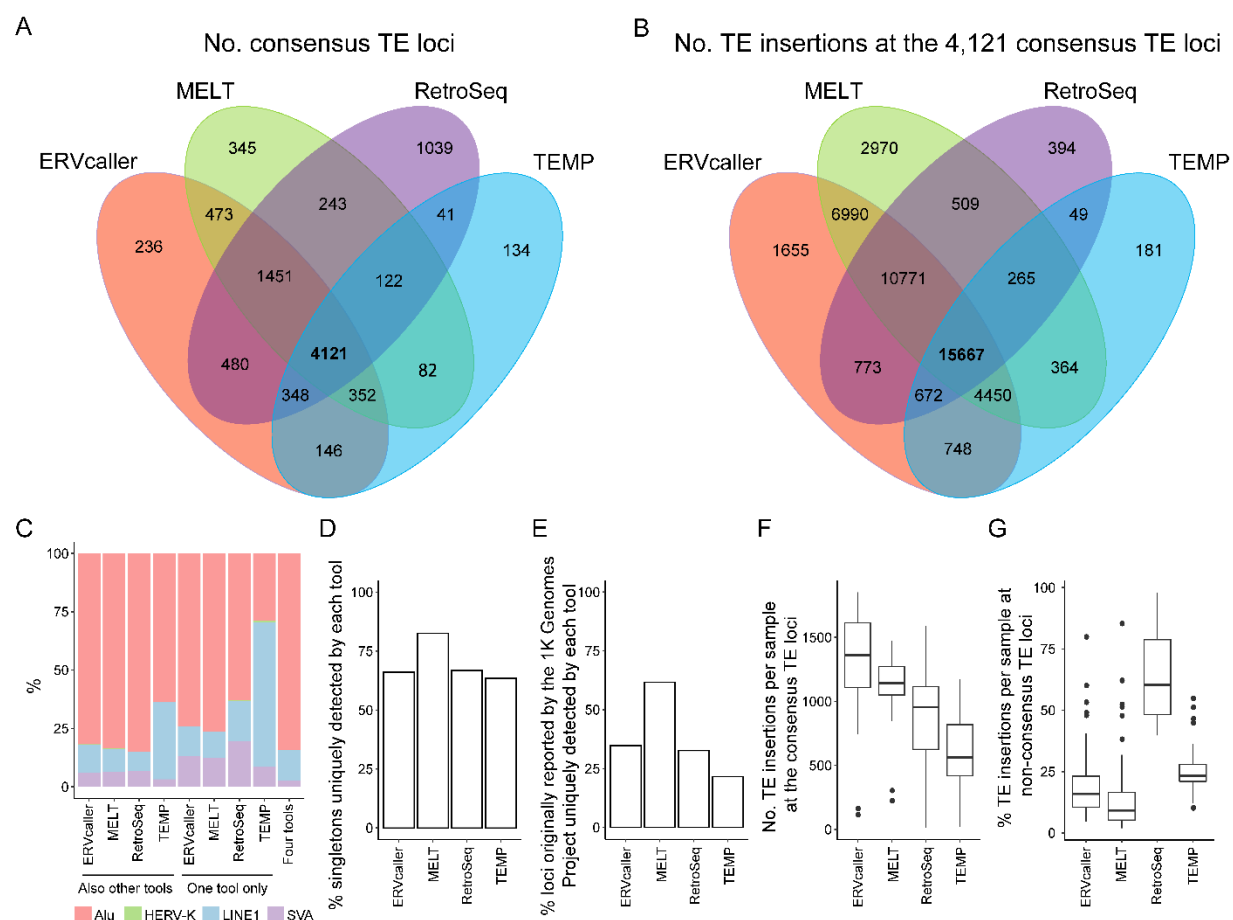 A
No. consensus TE loci
MELT
RetroSeq
ERVcaller
TEMP
345
1039
473
243
41
236
134
1451
122
480
4121
82
348
352
146
B
No. TE insertions at the 4,121 consensus TE loci
MELT
RetroSeq
ERVcaller
TEMP
2970
394
6990
509
49
1655
181
10771
265
773
15667
364
672
4450
748
C
%
100
75
50
25
0
ERVcaller
MELT
RetroSeq
TEMP
ERVcaller
MELT
RetroSeq
TEMP
Four tools
Also other tools
One tool only
Alu
HERV-K
LINE1
SVA
D
% singletons uniquely detected by each tool
100
75
50
25
0
ERVcaller
MELT
RetroSeq
TEMP
E
% loci originally reported by the 1K Genomes
Project uniquely detected by each tool
100
75
50
25
0
ERVcaller
MELT
RetroSeq
TEMP
F
No. TE insertions per sample
at the consensus TE loci
1500
1000
500
0
ERVcaller
MELT
RetroSeq
TEMP
G
% TE insertions per sample at
non-consensus TE loci
100
75
50
25
0
ERVcaller
MELT
RetroSeq
TEMP